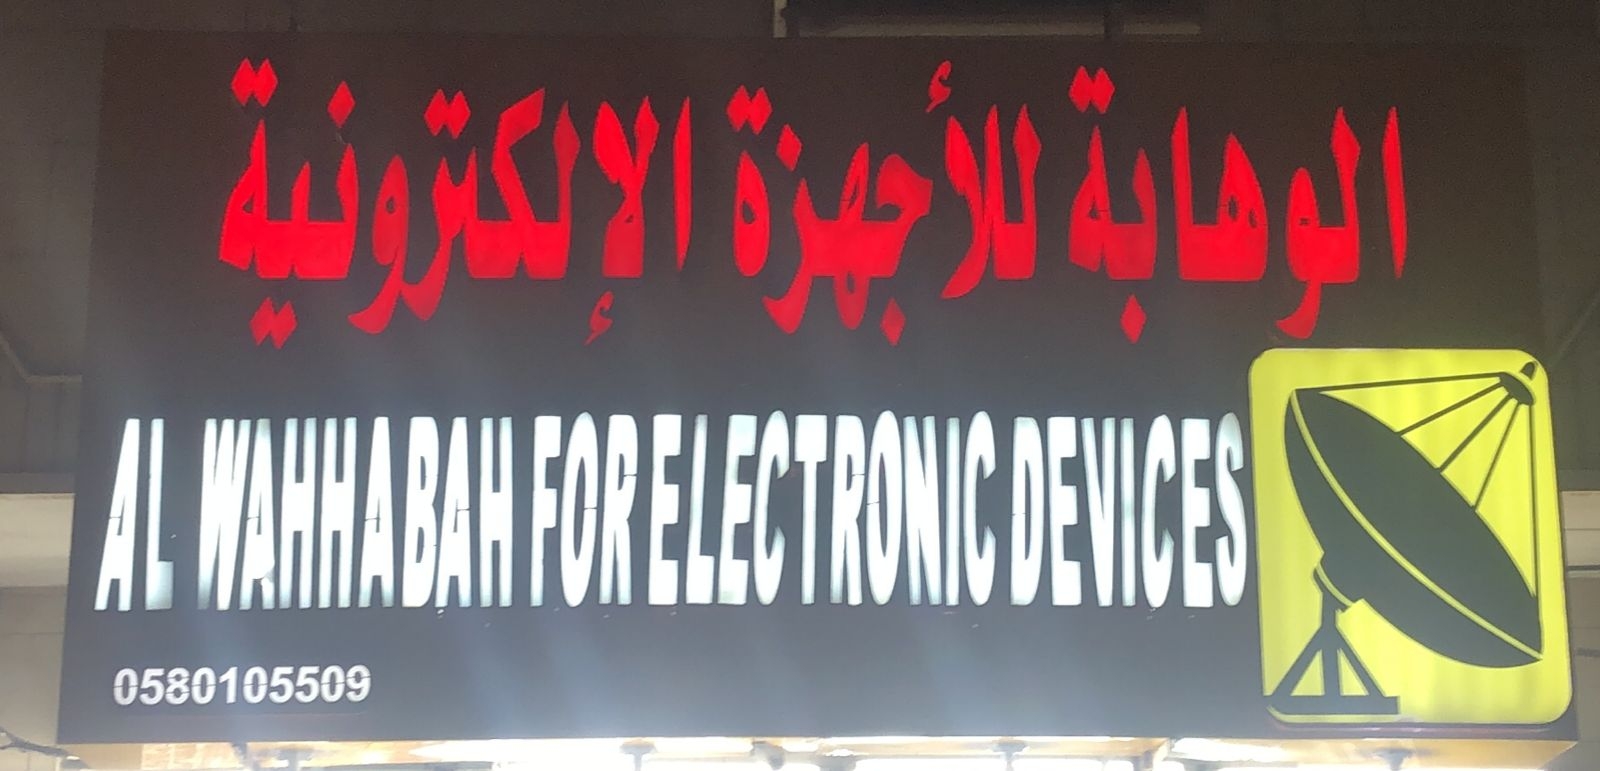 الوهابة للأجهزة الإلكترونية
AL WAHHABAH FOR ELECTRONIC DEVICES
0580105509